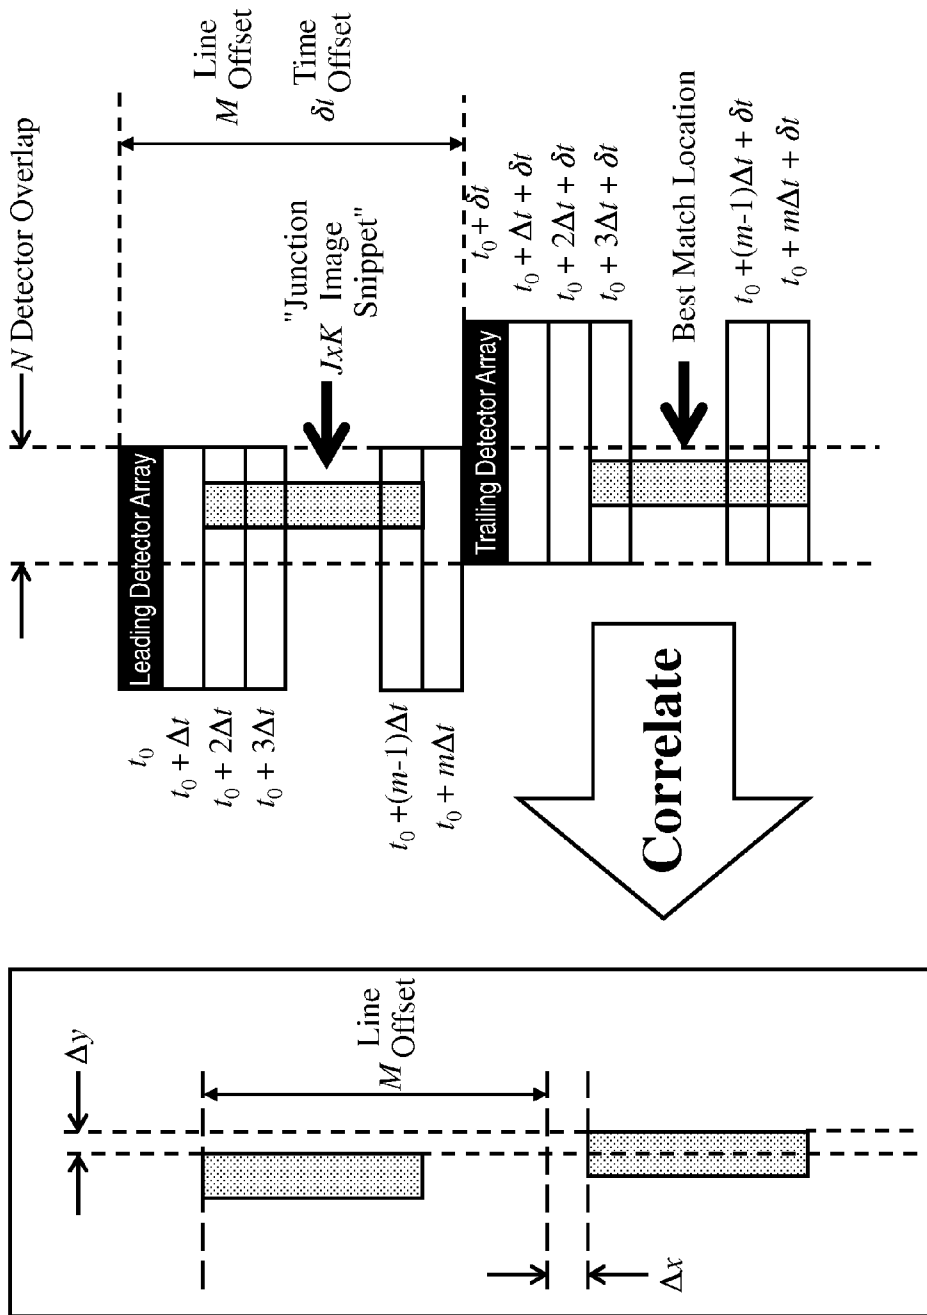 N Detector Overlap
Leading Detector Array
t₀
t₀ + Δt
t₀ + 2Δt
t₀ + 3Δt
t₀ +(m-1)Δt
t₀ + mΔt
"Junction
JxK Image
Snippet"
Line
M Offset
Time
δt Offset
Trailing Detector Array
t₀ + δt
t₀ + Δt + δt
t₀ + 2Δt + δt
t₀ + 3Δt + δt
t₀ +(m-1)Δt + δt
t₀ + mΔt + δt
Best Match Location
Correlate
Δy
Line
M Offset
Δx